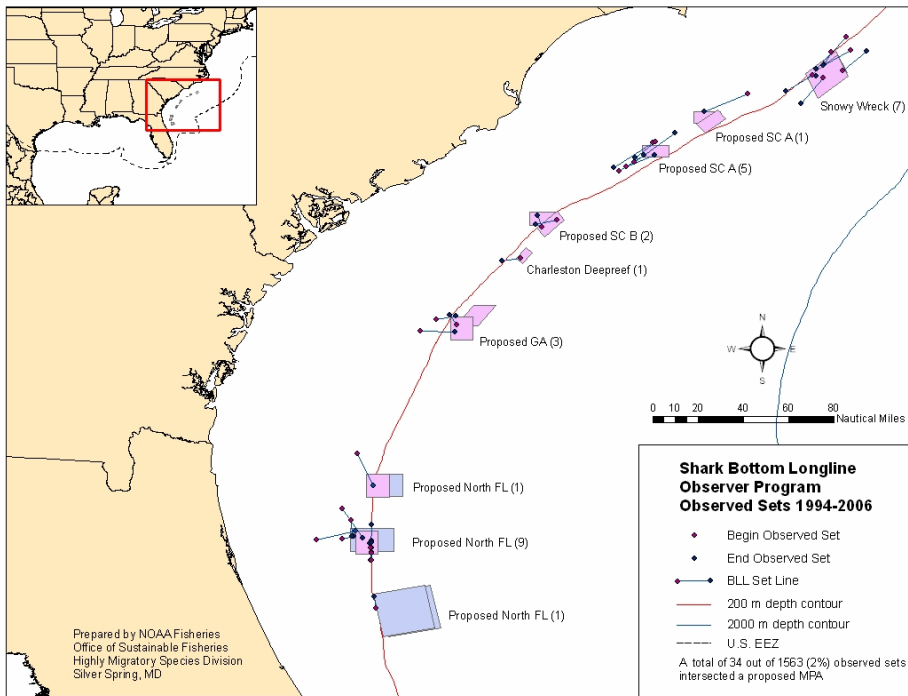 Snowy Wreck (7)
Proposed SC A (1)
Proposed SC A (5)
Proposed SC B (2)
Charleston Deepreef (1)
Proposed GA (3)
N
W
E
S
0 10 20 40 60 80
Nautical Miles
Proposed North FL (1)
Proposed North FL (9)
Proposed North FL (1)
Prepared by NOAA Fisheries
Office of Sustainable Fisheries
Highly Migratory Species Division
Silver Spring, MD
Shark Bottom Longline
Observer Program
Observed Sets 1994-2006
Begin Observed Set
End Observed Set
BLL Set Line
200 m depth contour
2000 m depth contour
U.S. EEZ
A total of 34 out of 1563 (2%) observed sets
intersected a proposed MPA